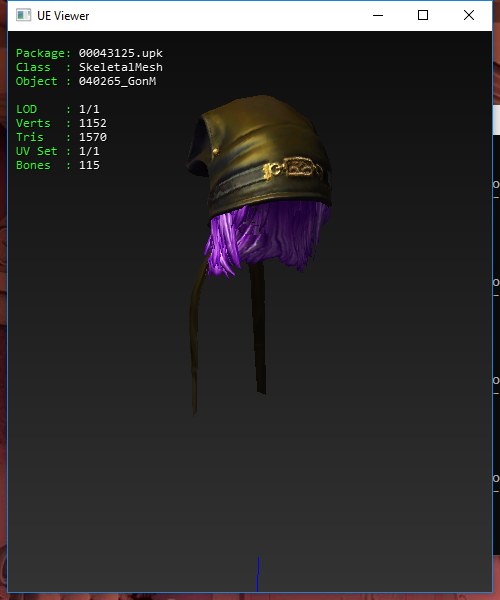 UE Viewer
Package: 00043125.upk
Class : SkeletalMesh
Object : 040265_GonM
LOD : 1/1
Verts : 1152
Tris : 1570
UV Set : 1/1
Bones : 115